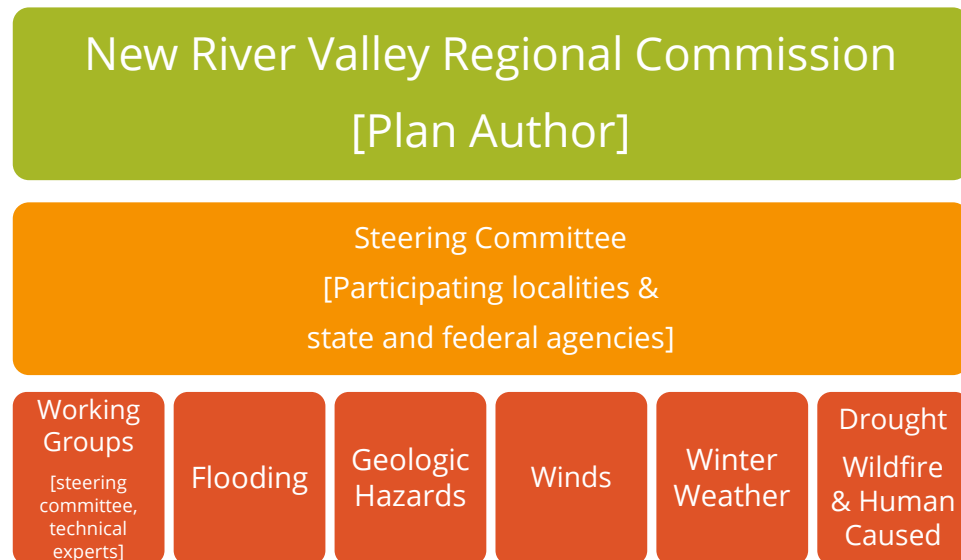 New River Valley Regional Commission
[Plan Author]
Steering Committee
[Participating localities &
state and federal agencies]
Working
Groups
[steering
committee,
technical
experts]
Flooding
Geologic
Hazards
Winds
Winter
Weather
Drought
Wildfire
& Human
Caused